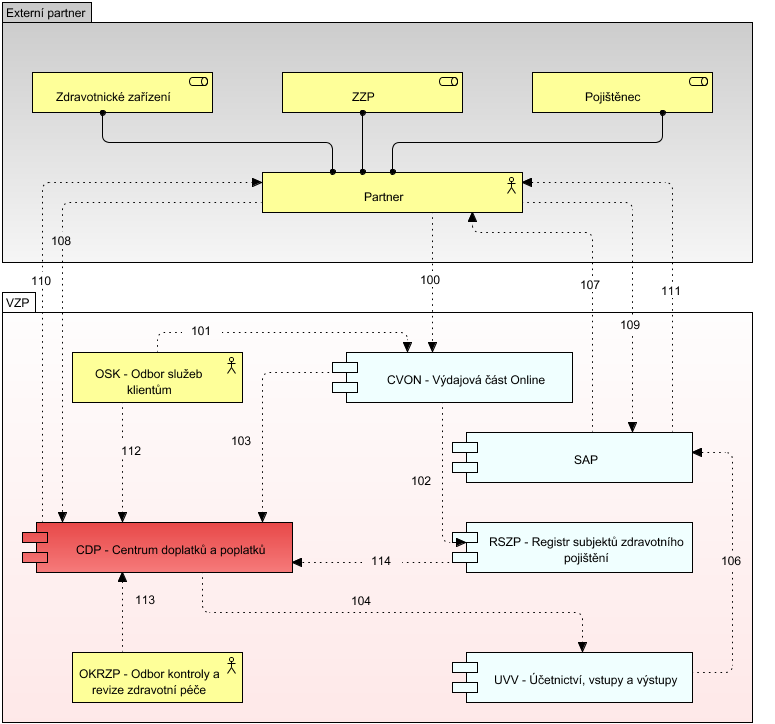 Externí partner
Zdravotnické zařízení
ZZP
Pojištěnec
Partner
108
110
100
107
111
109
VZP
101
OSK - Odbor služeb
klientům
CVON - Výdajová část Online
112
103
102
SAP
CDP - Centrum doplatků a poplatků
RSZP - Registr subjektů zdravotního
pojištění
114
106
113
104
OKRZP - Odbor kontroly a
revize zdravotní péče
UVV - Účetnictví, vstupy a výstupy